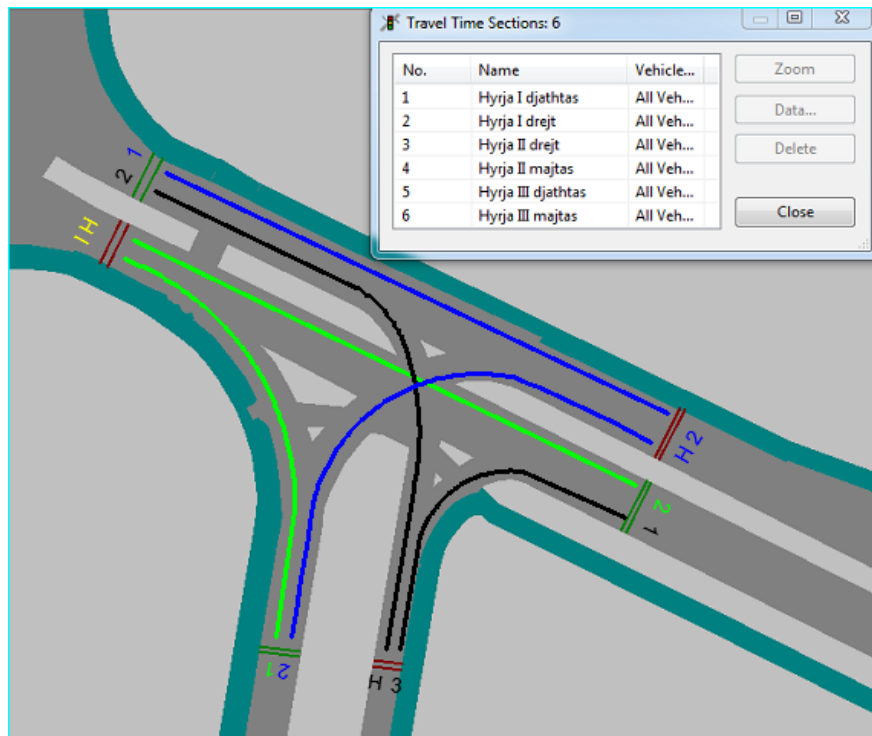 Travel Time Sections: 6
No. Name Vehicle...
1 Hyrja I djathtas All Veh...
2 Hyrja I drejt All Veh...
3 Hyrja II drejt All Veh...
4 Hyrja II majtas All Veh...
5 Hyrja III djathtas All Veh...
6 Hyrja III majtas All Veh...
Zoom
Data...
Delete
Close
1
2
H I
H 2
2
1
2 1
H 3